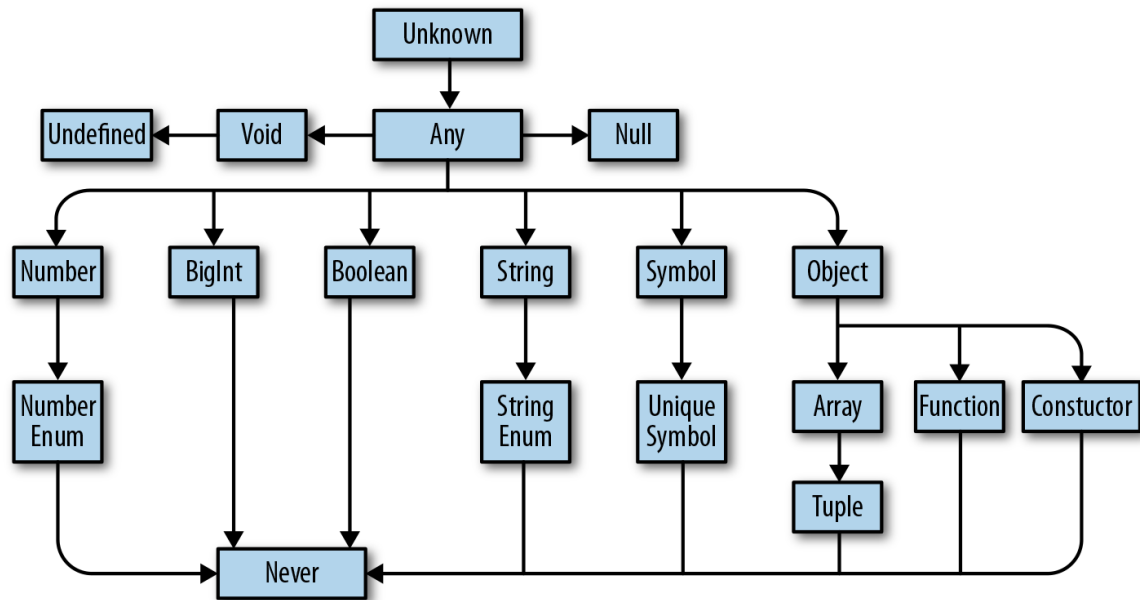 Unknown
Undefined
Void
Any
Null
Number
BigInt
Boolean
String
Symbol
Object
Number
Enum
String
Enum
Unique
Symbol
Array
Function
Constuctor
Tuple
Never